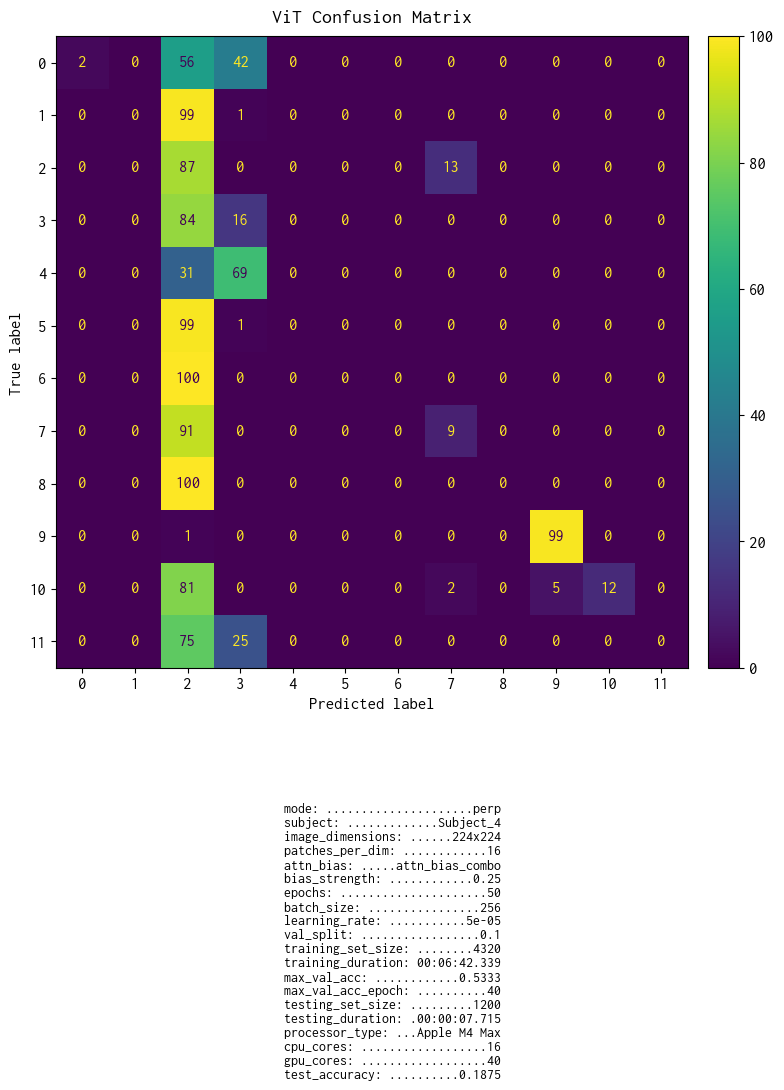 ViT Confusion Matrix
0 2 0 56 42 0 0 0 0 0 0 0 0
1 0 0 99 1 0 0 0 0 0 0 0 0
2 0 0 87 0 0 0 0 13 0 0 0 0
3 0 0 84 16 0 0 0 0 0 0 0 0
4 0 0 31 69 0 0 0 0 0 0 0 0
5 0 0 99 1 0 0 0 0 0 0 0 0
6 0 0 100 0 0 0 0 0 0 0 0 0
7 0 0 91 0 0 0 0 9 0 0 0 0
8 0 0 100 0 0 0 0 0 0 0 0 0
9 0 0 1 0 0 0 0 0 0 99 0 0
10 0 0 81 0 0 0 0 2 0 5 12 0
11 0 0 75 25 0 0 0 0 0 0 0 0
0 1 2 3 4 5 6 7 8 9 10 11
Predicted label
True label
100
80
60
40
20
0
mode: .....................perp
subject: .............Subject_4
image_dimensions: ......224x224
patches_per_dim: ............16
attn_bias: .....attn_bias_combo
bias_strength: ............0.25
epochs: .....................50
batch_size: ................256
learning_rate: ...........5e-05
val_split: .................0.1
training_set_size: ........4320
training_duration: 00:06:42.339
max_val_acc: ............0.5333
max_val_acc_epoch: ..........40
testing_set_size: .........1200
testing_duration: .00:00:07.715
processor_type: ...Apple M4 Max
cpu_cores: ..................16
gpu_cores: ..................40
test_accuracy: ..........0.1875